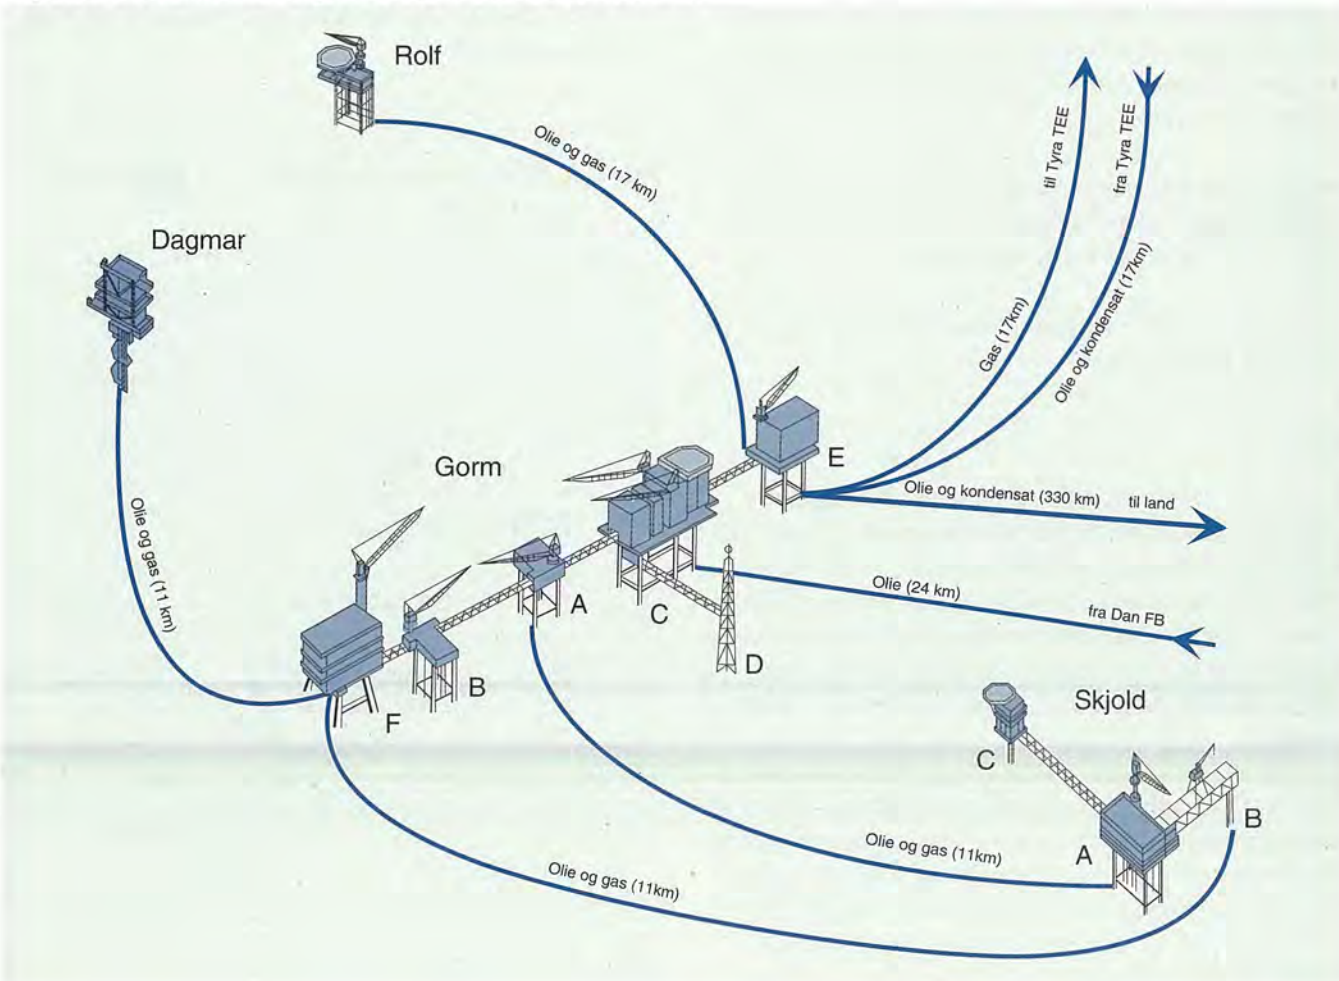 Rolf
Olie og gas (17 km)
til Tyra TEE
fra Tyra TEE
Dagmar
Gas (17km)
Olie og kondensat (17km)
Gorm
E
Olie og kondensat (330 km) til land
Olie og gas (11 km)
A
C
Olie (24 km)
fra Dan FB
D
B
F
Skjold
C
B
A
Olie og gas (11km)
Olie og gas (11km)